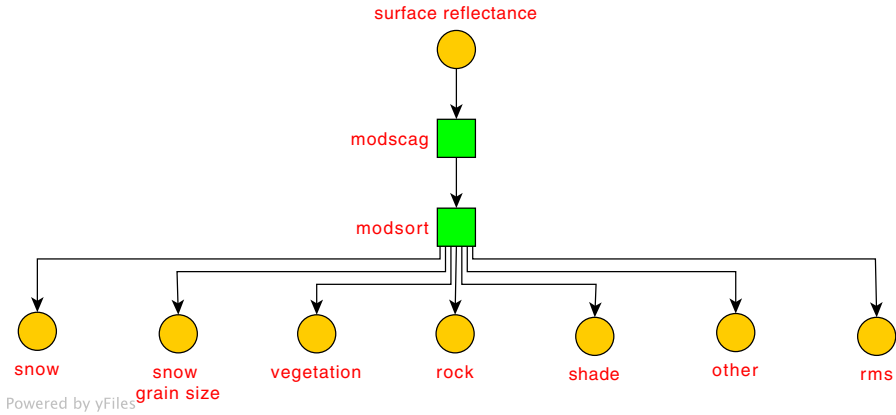 surface reflectance
modscag
modsort
snow
snow
grain size
vegetation
rock
shade
other
rms
Powered by yFiles